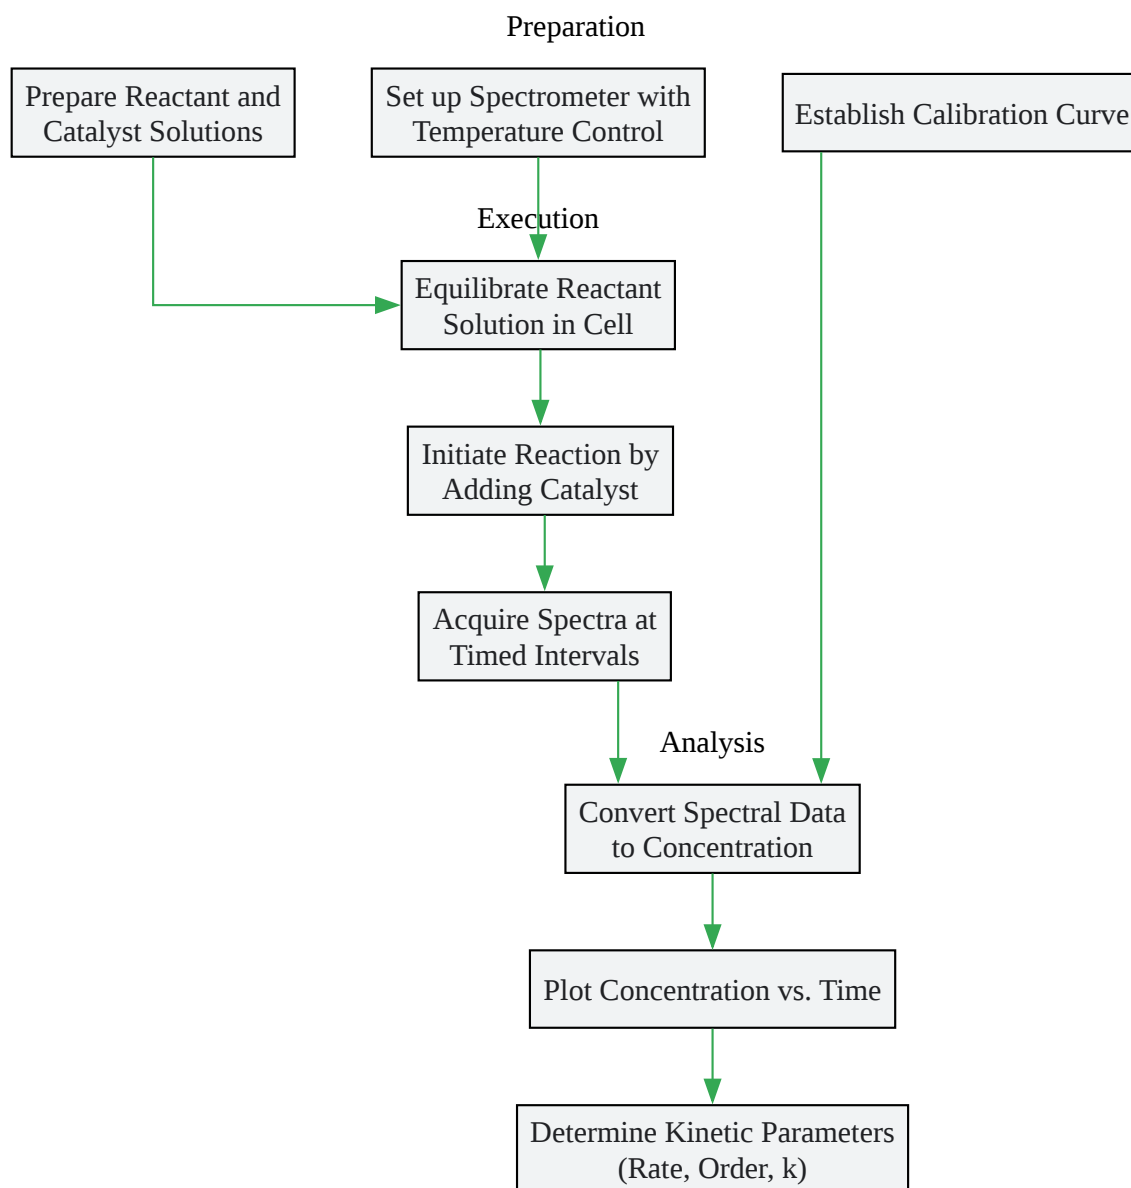 Preparation
Prepare Reactant and
Catalyst Solutions
Set up Spectrometer with
Temperature Control
Establish Calibration Curve
Execution
Equilibrate Reactant
Solution in Cell
Initiate Reaction by
Adding Catalyst
Acquire Spectra at
Timed Intervals
Analysis
Convert Spectral Data
to Concentration
Plot Concentration vs. Time
Determine Kinetic Parameters
(Rate, Order, k)